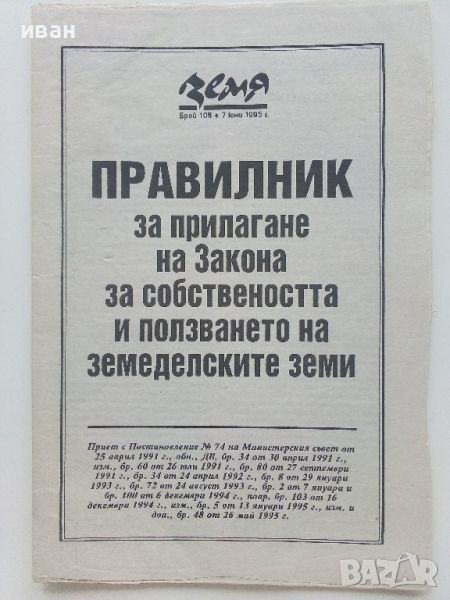 иван
земя
Брой 108 • 7 юни 1995 г.
ПРАВИЛНИК
за прилагане
на Закона
за собствеността
и ползването на
земеделските земи
Приет с Постановление № 74 на Министерския съвет от
25 април 1991 г., обн., ДВ, бр. 34 от 30 април 1991 г.,
изм., бр. 60 от 26 юли 1991 г., бр. 80 от 27 септември
1991 г., бр. 34 от 24 април 1992 г., бр. 8 от 29 януари
1993 г., бр. 72 от 24 август 1993 г., бр. 2 от 7 януари и
бр. 100 от 6 декември 1994 г., попр. бр. 103 от 16
декември 1994 г., изм., бр. 5 от 13 януари 1995 г., изм. и
доп., бр. 48 от 26 май 1995 г.
BAZAR